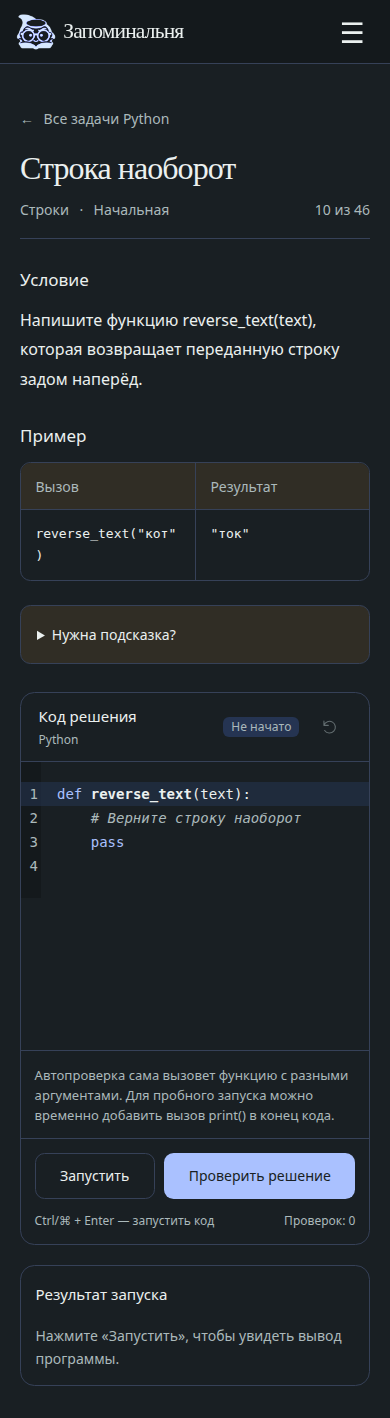 Запоминальня
← Все задачи Python
Строка наоборот
Строки · Начальная 10 из 46
Условие
Напишите функцию reverse_text(text),
которая возвращает переданную строку
задом наперёд.
Пример
Вызов Результат
reverse_text("кот" "ток"
)
▶ Нужна подсказка?
Код решения
Python
Не начато
1 def reverse_text(text):
2     # Верните строку наоборот
3     pass
4
Автопроверка сама вызовет функцию с разными
аргументами. Для пробного запуска можно
временно добавить вызов print() в конец кода.
Запустить Проверить решение
Ctrl/⌘ + Enter — запустить код Проверок: 0
Результат запуска
Нажмите «Запустить», чтобы увидеть вывод
программы.